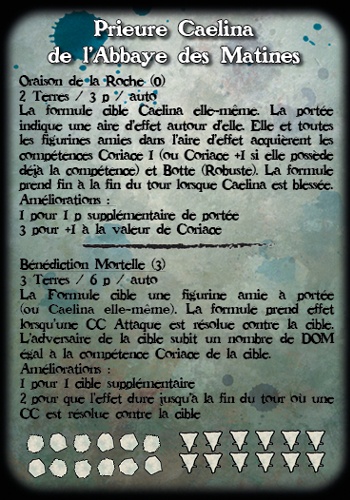 Prieure Caelina
de l'Abbaye des Matines
Oraison de la Roche (0)
2 Terres / 3 p / auto
La formule cible Caelina elle-même. La portée
indique une aire d'effet autour d'elle. Elle et toutes
les figurines amies dans l'aire d'effet acquièrent les
compétences Coriace 1 (ou Coriace +1 si elle possède
déjà la compétence) et Botte (Robuste). La formule
prend fin à la fin du tour lorsque Caelina est blessée.
Améliorations :
1 pour 1 p supplémentaire de portée
3 pour +1 à la valeur de Coriace
Bénédiction Mortelle (3)
3 Terres / 6 p / auto
La Formule cible une figurine amie à portée
(ou Caelina elle-même). La formule prend effet
lorsqu'une CC Attaque est résolue contre la cible.
L'adversaire de la cible subit un nombre de DOM
égal à la compétence Coriace de la cible.
Améliorations :
1 pour 1 cible supplémentaire
2 pour que l'effet dure jusqu'à la fin du tour où une
CC est résolue contre la cible